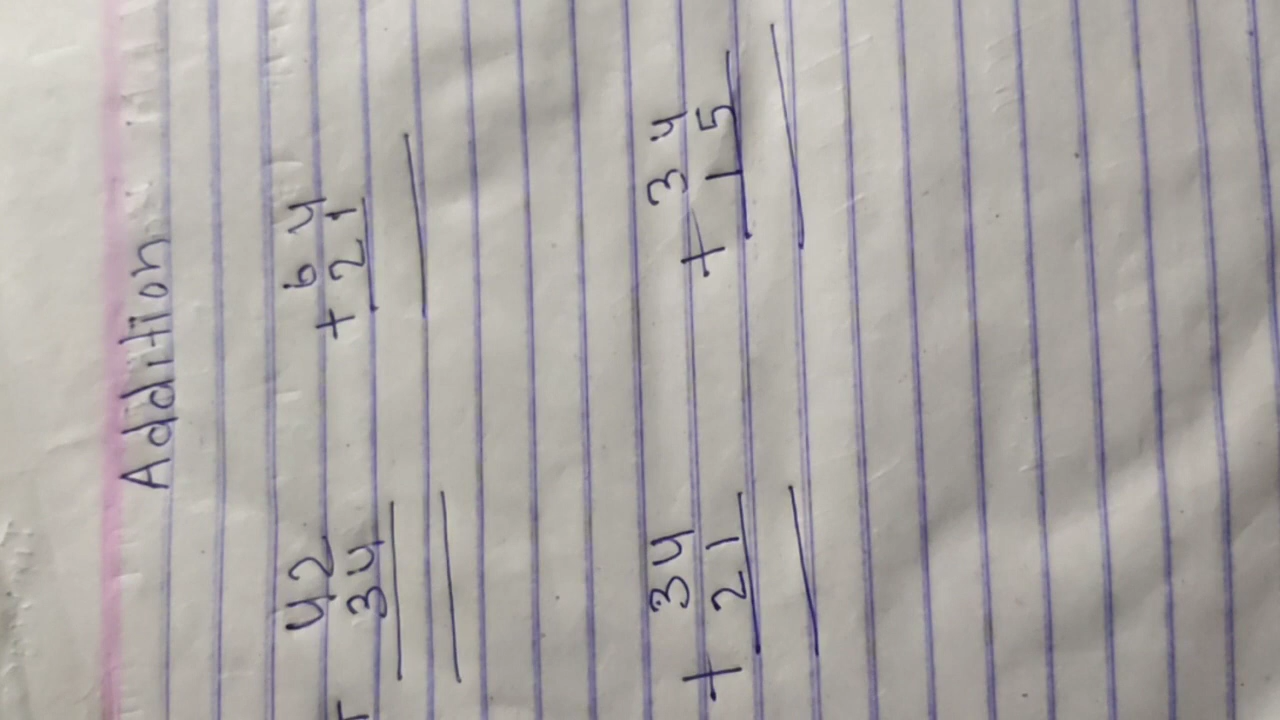 Addition
42 64
+ 34 + 21
34 34
+ 21 + 15